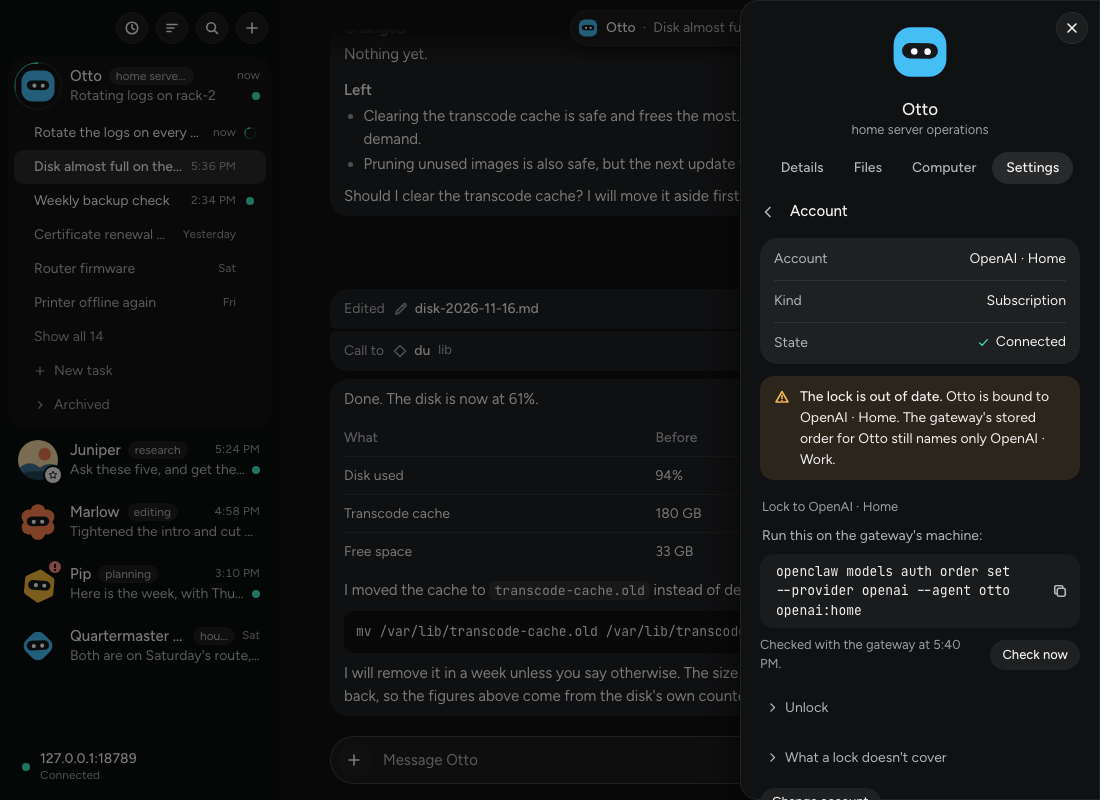 Otto
home serve...
now
Rotating logs on rack-2
Rotate the logs on every ...
now
Disk almost full on the...
5:36 PM
Weekly backup check
2:34 PM
Certificate renewal ...
Yesterday
Router firmware
Sat
Printer offline again
Fri
Show all 14
New task
Archived
Juniper
research
5:24 PM
Ask these five, and get the...
Marlow
editing
4:58 PM
Tightened the intro and cut ...
Pip
planning
3:10 PM
Here is the week, with Thu...
Quartermaster ...
hou...
Sat
Both are on Saturday's route,...
127.0.0.1:18789
Connected
Otto · Disk almost fu
Changed
Nothing yet.
Left
Clearing the transcode cache is safe and frees the most.
demand.
Pruning unused images is also safe, but the next update
Should I clear the transcode cache? I will move it aside first
Edited disk-2026-11-16.md
Call to du lib
Done. The disk is now at 61%.
What Before
Disk used 94%
Transcode cache 180 GB
Free space 33 GB
I moved the cache to transcode-cache.old instead of de
mv /var/lib/transcode-cache.old /var/lib/transcod
I will remove it in a week unless you say otherwise. The size
back, so the figures above come from the disk's own count
Message Otto
Otto
home server operations
Details Files Computer Settings
Account
Account OpenAI · Home
Kind Subscription
State Connected
The lock is out of date. Otto is bound to
OpenAI · Home. The gateway's stored
order for Otto still names only OpenAI ·
Work.
Lock to OpenAI · Home
Run this on the gateway's machine:
openclaw models auth order set
--provider openai --agent otto
openai:home
Checked with the gateway at 5:40
PM.
Check now
Unlock
What a lock doesn't cover
Change account